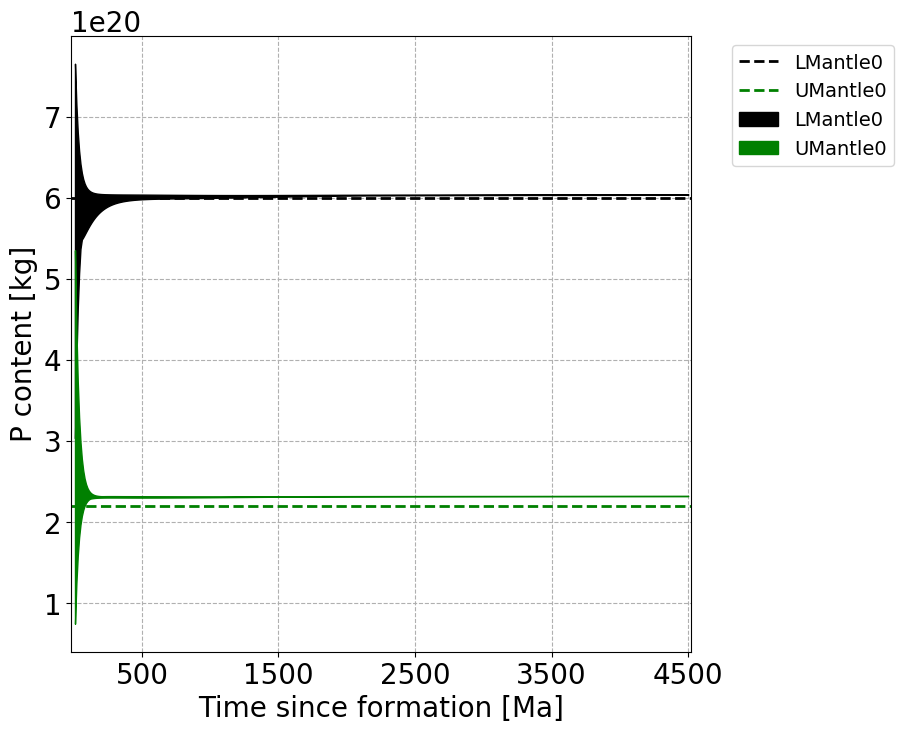 1e20
7
6
5
4
3
2
1
P content [kg]
500 1500 2500 3500 4500
Time since formation [Ma]
LMantle0
UMantle0
LMantle0
UMantle0